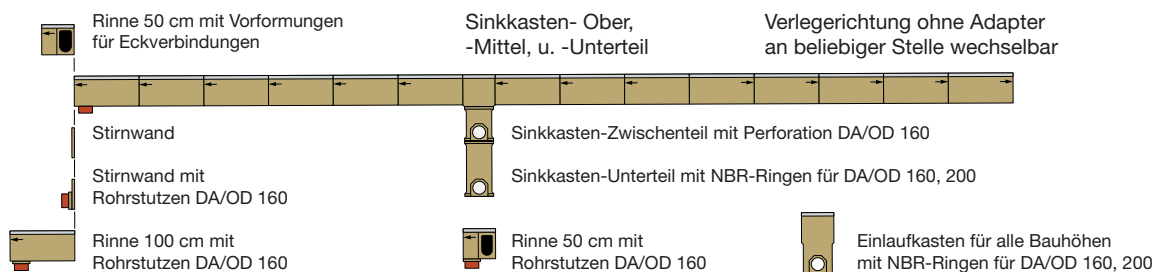 Rinne 50 cm mit Vorformungen
für Eckverbindungen
Sinkkasten- Ober,
-Mittel, u. -Unterteil
Verlegerichtung ohne Adapter
an beliebiger Stelle wechselbar
Stirnwand
Sinkkasten-Zwischenteil mit Perforation DA/OD 160
Stirnwand mit
Rohrstutzen DA/OD 160
Sinkkasten-Unterteil mit NBR-Ringen für DA/OD 160, 200
Rinne 100 cm mit
Rohrstutzen DA/OD 160
Rinne 50 cm mit
Rohrstutzen DA/OD 160
Einlaufkasten für alle Bauhöhen
mit NBR-Ringen für DA/OD 160, 200